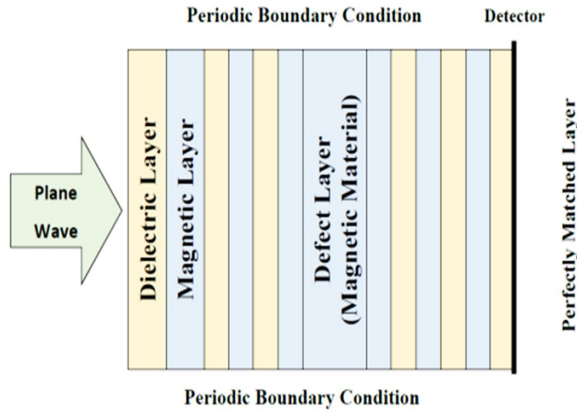 Periodic Boundary Condition
Detector
Plane
Wave
Dielectric Layer
Magnetic Layer
Defect Layer
(Magnetic Material)
Perfectly Matched Layer
Periodic Boundary Condition